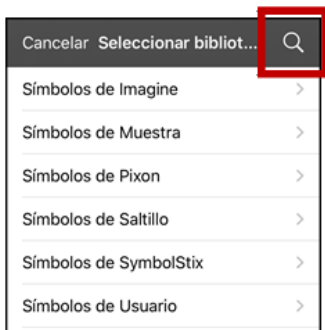 Cancelar Seleccionar bibliot...
Símbolos de Imagine
Símbolos de Muestra
Símbolos de Pixon
Símbolos de Saltillo
Símbolos de SymbolStix
Símbolos de Usuario